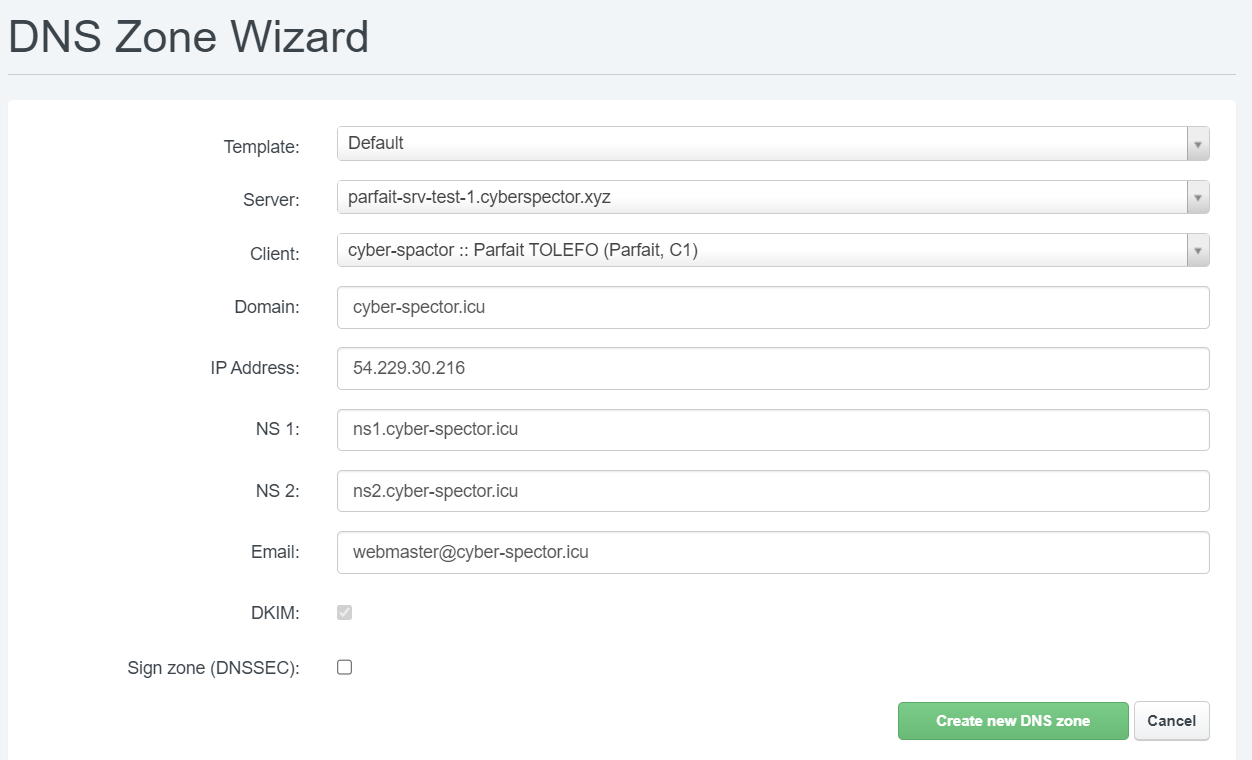 DNS Zone Wizard
Template: Default
Server: parfait-srv-test-1.cyberspector.xyz
Client: cyber-spactor :: Parfait TOLEFO (Parfait, C1)
Domain: cyber-spector.icu
IP Address: 54.229.30.216
NS 1: ns1.cyber-spector.icu
NS 2: ns2.cyber-spector.icu
Email: webmaster@cyber-spector.icu
DKIM:
Sign zone (DNSSEC):
Create new DNS zone Cancel